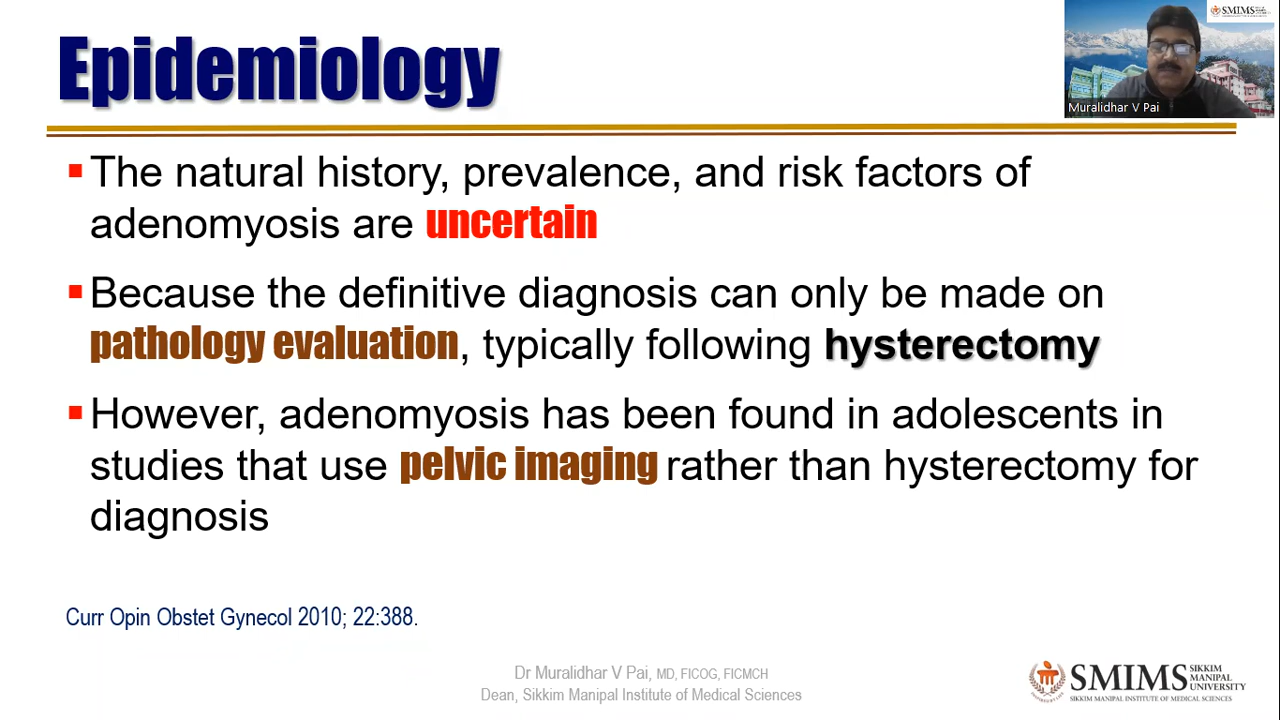 Epidemiology
SMIMS
Muralidhar V Pai
▪The natural history, prevalence, and risk factors of
adenomyosis are uncertain
▪Because the definitive diagnosis can only be made on
pathology evaluation, typically following hysterectomy
▪However, adenomyosis has been found in adolescents in
studies that use pelvic imaging rather than hysterectomy for
diagnosis
Curr Opin Obstet Gynecol 2010; 22:388.
Dr Muralidhar V Pai, MD, FICOG, FICMCH
Dean, Sikkim Manipal Institute of Medical Sciences
SMIMS SIKKIM
MANIPAL
UNIVERSITY
SIKKIM MANIPAL INSTITUTE OF MEDICAL SCIENCES